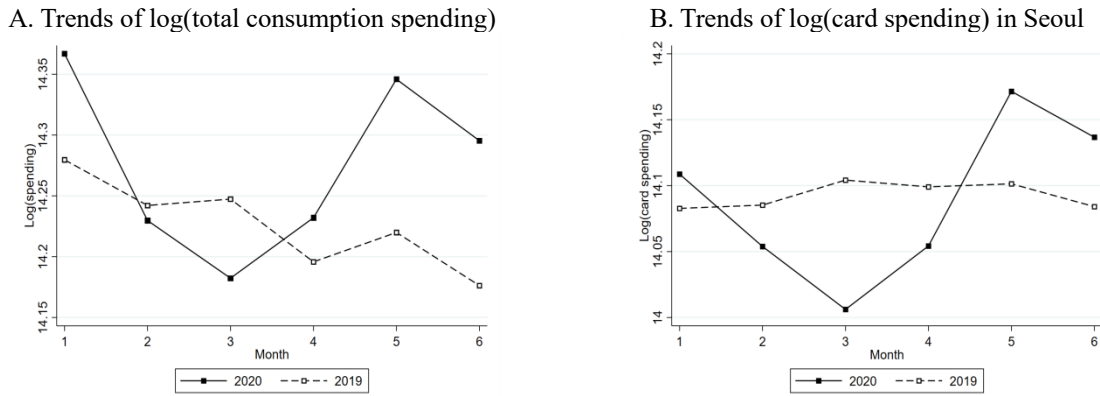 A. Trends of log(total consumption spending)
Log(spending)
14.35
14.3
14.25
14.2
14.15
1 2 3 4 5 6
Month
2020 2019
B. Trends of log(card spending) in Seoul
Log(card spending)
14.2
14.15
14.1
14.05
14
1 2 3 4 5 6
Month
2020 2019